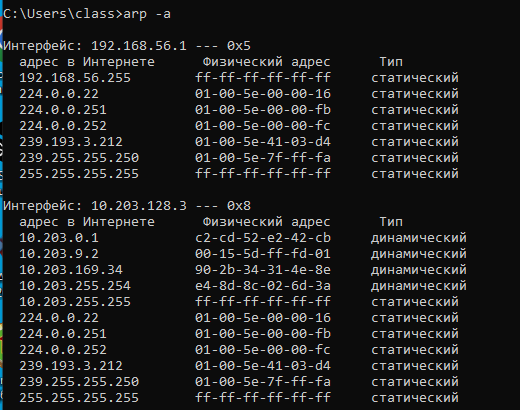 C:\Users\class>arp -a
Интерфейс: 192.168.56.1 --- 0x5
адрес в Интернете Физический адрес Тип
192.168.56.255 ff-ff-ff-ff-ff-ff статический
224.0.0.22 01-00-5e-00-00-16 статический
224.0.0.251 01-00-5e-00-00-fb статический
224.0.0.252 01-00-5e-00-00-fc статический
239.193.3.212 01-00-5e-41-03-d4 статический
239.255.255.250 01-00-5e-7f-ff-fa статический
255.255.255.255 ff-ff-ff-ff-ff-ff статический
Интерфейс: 10.203.128.3 --- 0x8
адрес в Интернете Физический адрес Тип
10.203.0.1 c2-cd-52-e2-42-cb динамический
10.203.9.2 00-15-5d-ff-fd-01 динамический
10.203.169.34 90-2b-34-31-4e-8e динамический
10.203.255.254 e4-8d-8c-02-6d-3a динамический
10.203.255.255 ff-ff-ff-ff-ff-ff статический
224.0.0.22 01-00-5e-00-00-16 статический
224.0.0.251 01-00-5e-00-00-fb статический
224.0.0.252 01-00-5e-00-00-fc статический
239.193.3.212 01-00-5e-41-03-d4 статический
239.255.255.250 01-00-5e-7f-ff-fa статический
255.255.255.255 ff-ff-ff-ff-ff-ff статический